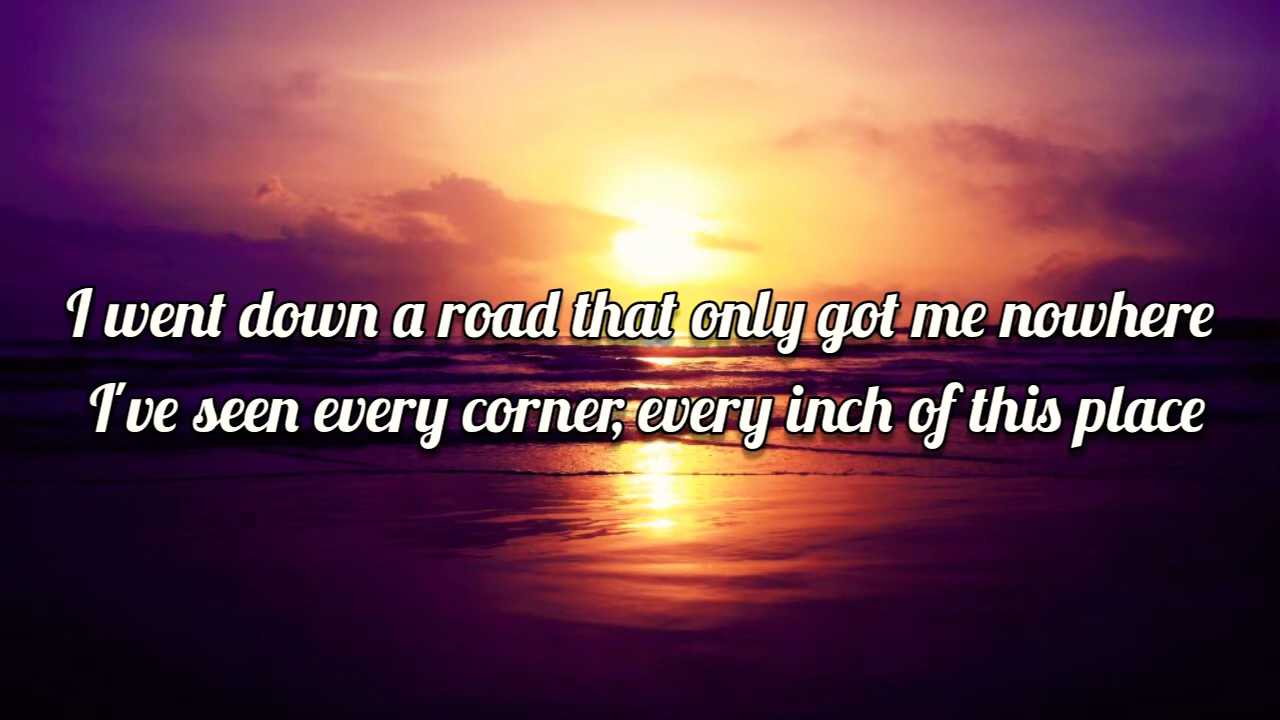 I went down a road that only got me nowhere
I've seen every corner, every inch of this place